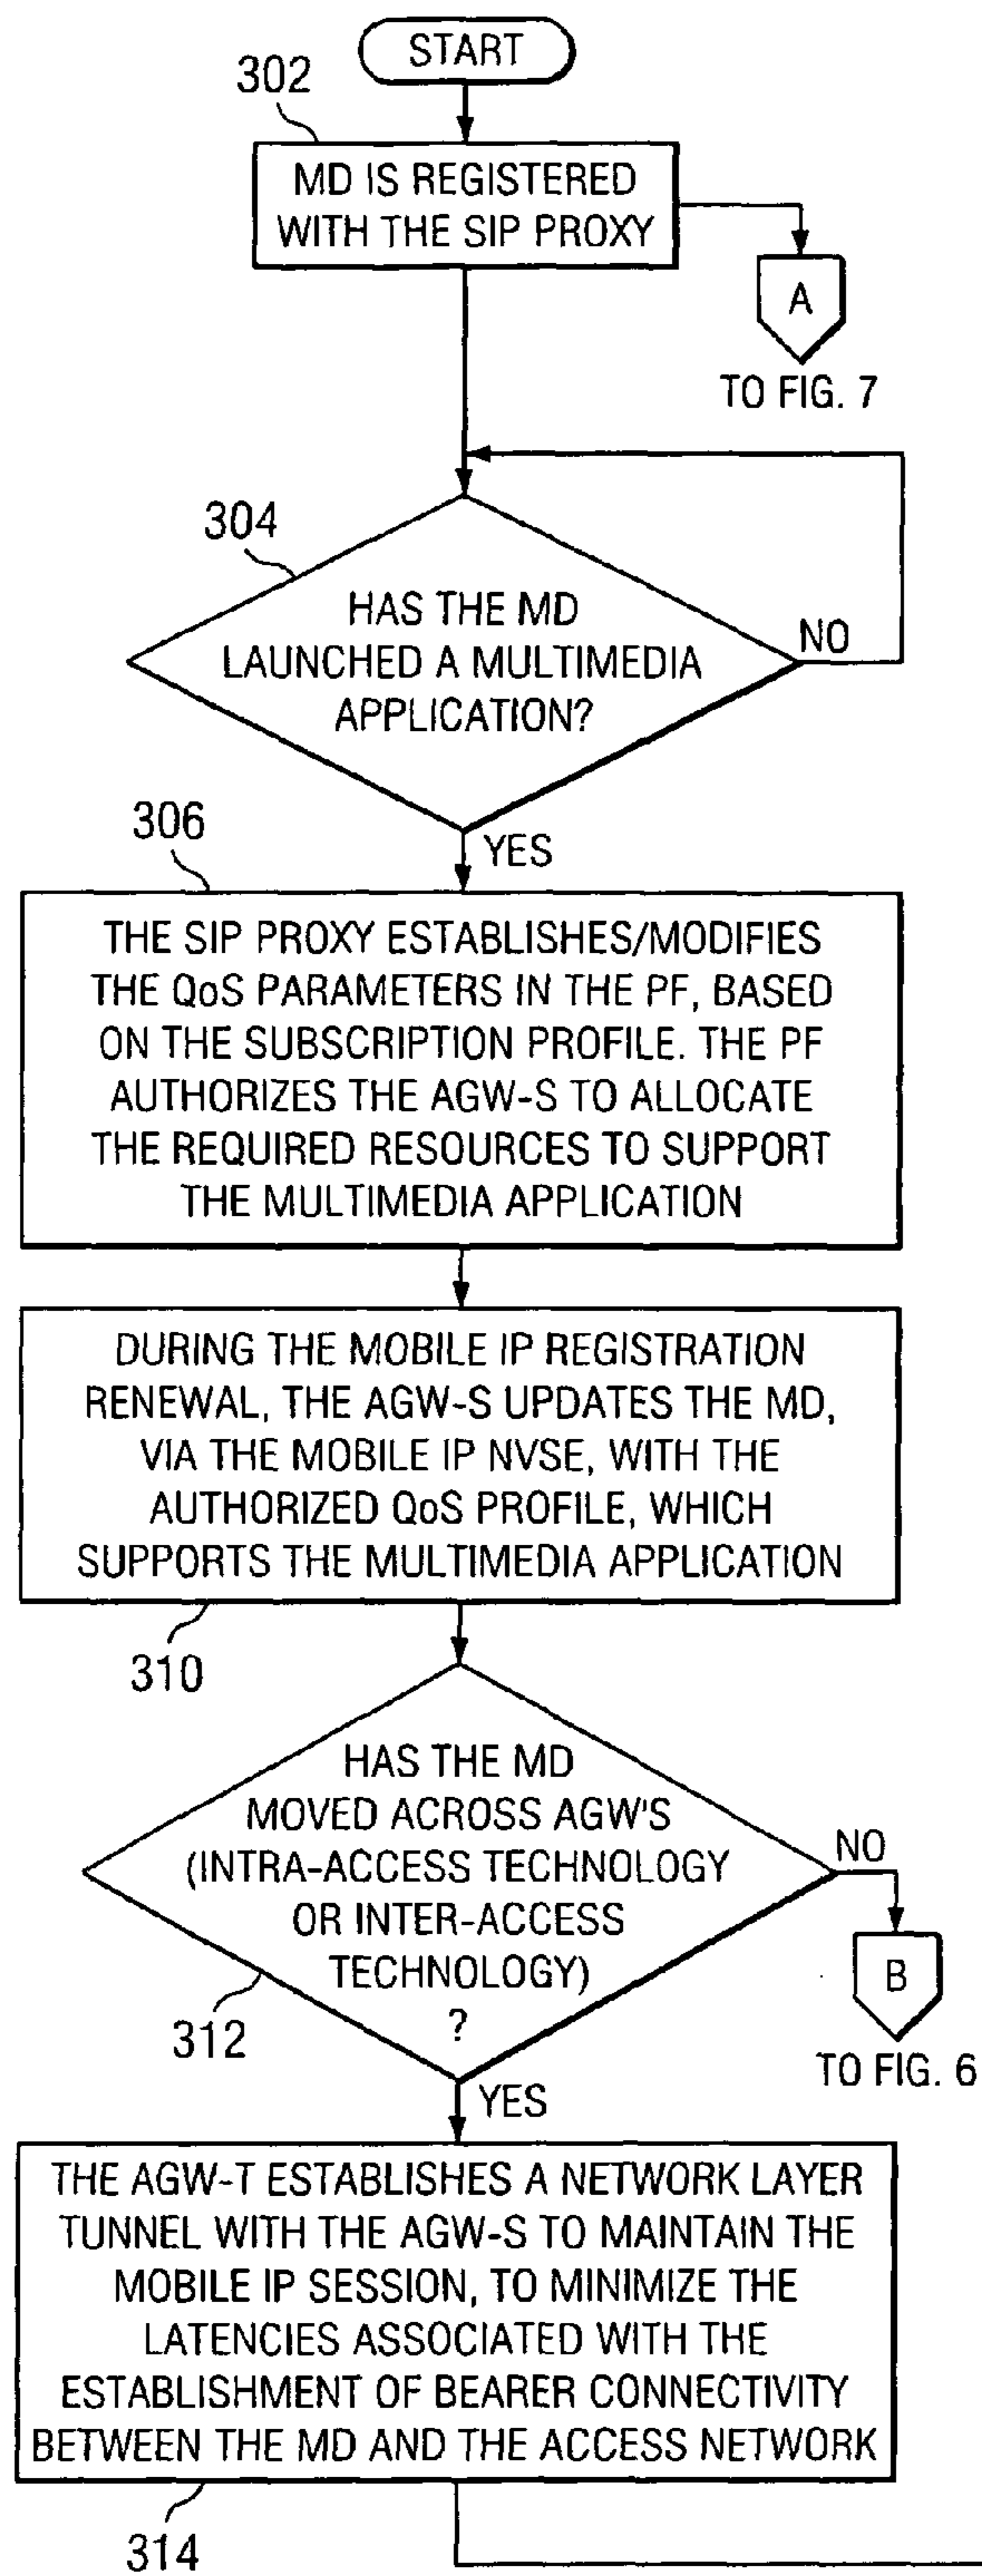 START
302
MD IS REGISTERED
WITH THE SIP PROXY
A
TO FIG. 7
304
HAS THE MD
LAUNCHED A MULTIMEDIA
APPLICATION?
NO
YES
306
THE SIP PROXY ESTABLISHES/MODIFIES
THE QoS PARAMETERS IN THE PF, BASED
ON THE SUBSCRIPTION PROFILE. THE PF
AUTHORIZES THE AGW-S TO ALLOCATE
THE REQUIRED RESOURCES TO SUPPORT
THE MULTIMEDIA APPLICATION
DURING THE MOBILE IP REGISTRATION
RENEWAL, THE AGW-S UPDATES THE MD,
VIA THE MOBILE IP NVSE, WITH THE
AUTHORIZED QoS PROFILE, WHICH
SUPPORTS THE MULTIMEDIA APPLICATION
310
HAS THE MD
MOVED ACROSS AGW'S
(INTRA-ACCESS TECHNOLOGY
OR INTER-ACCESS
TECHNOLOGY)
?
NO
B
TO FIG. 6
312
YES
THE AGW-T ESTABLISHES A NETWORK LAYER
TUNNEL WITH THE AGW-S TO MAINTAIN THE
MOBILE IP SESSION, TO MINIMIZE THE
LATENCIES ASSOCIATED WITH THE
ESTABLISHMENT OF BEARER CONNECTIVITY
BETWEEN THE MD AND THE ACCESS NETWORK
314